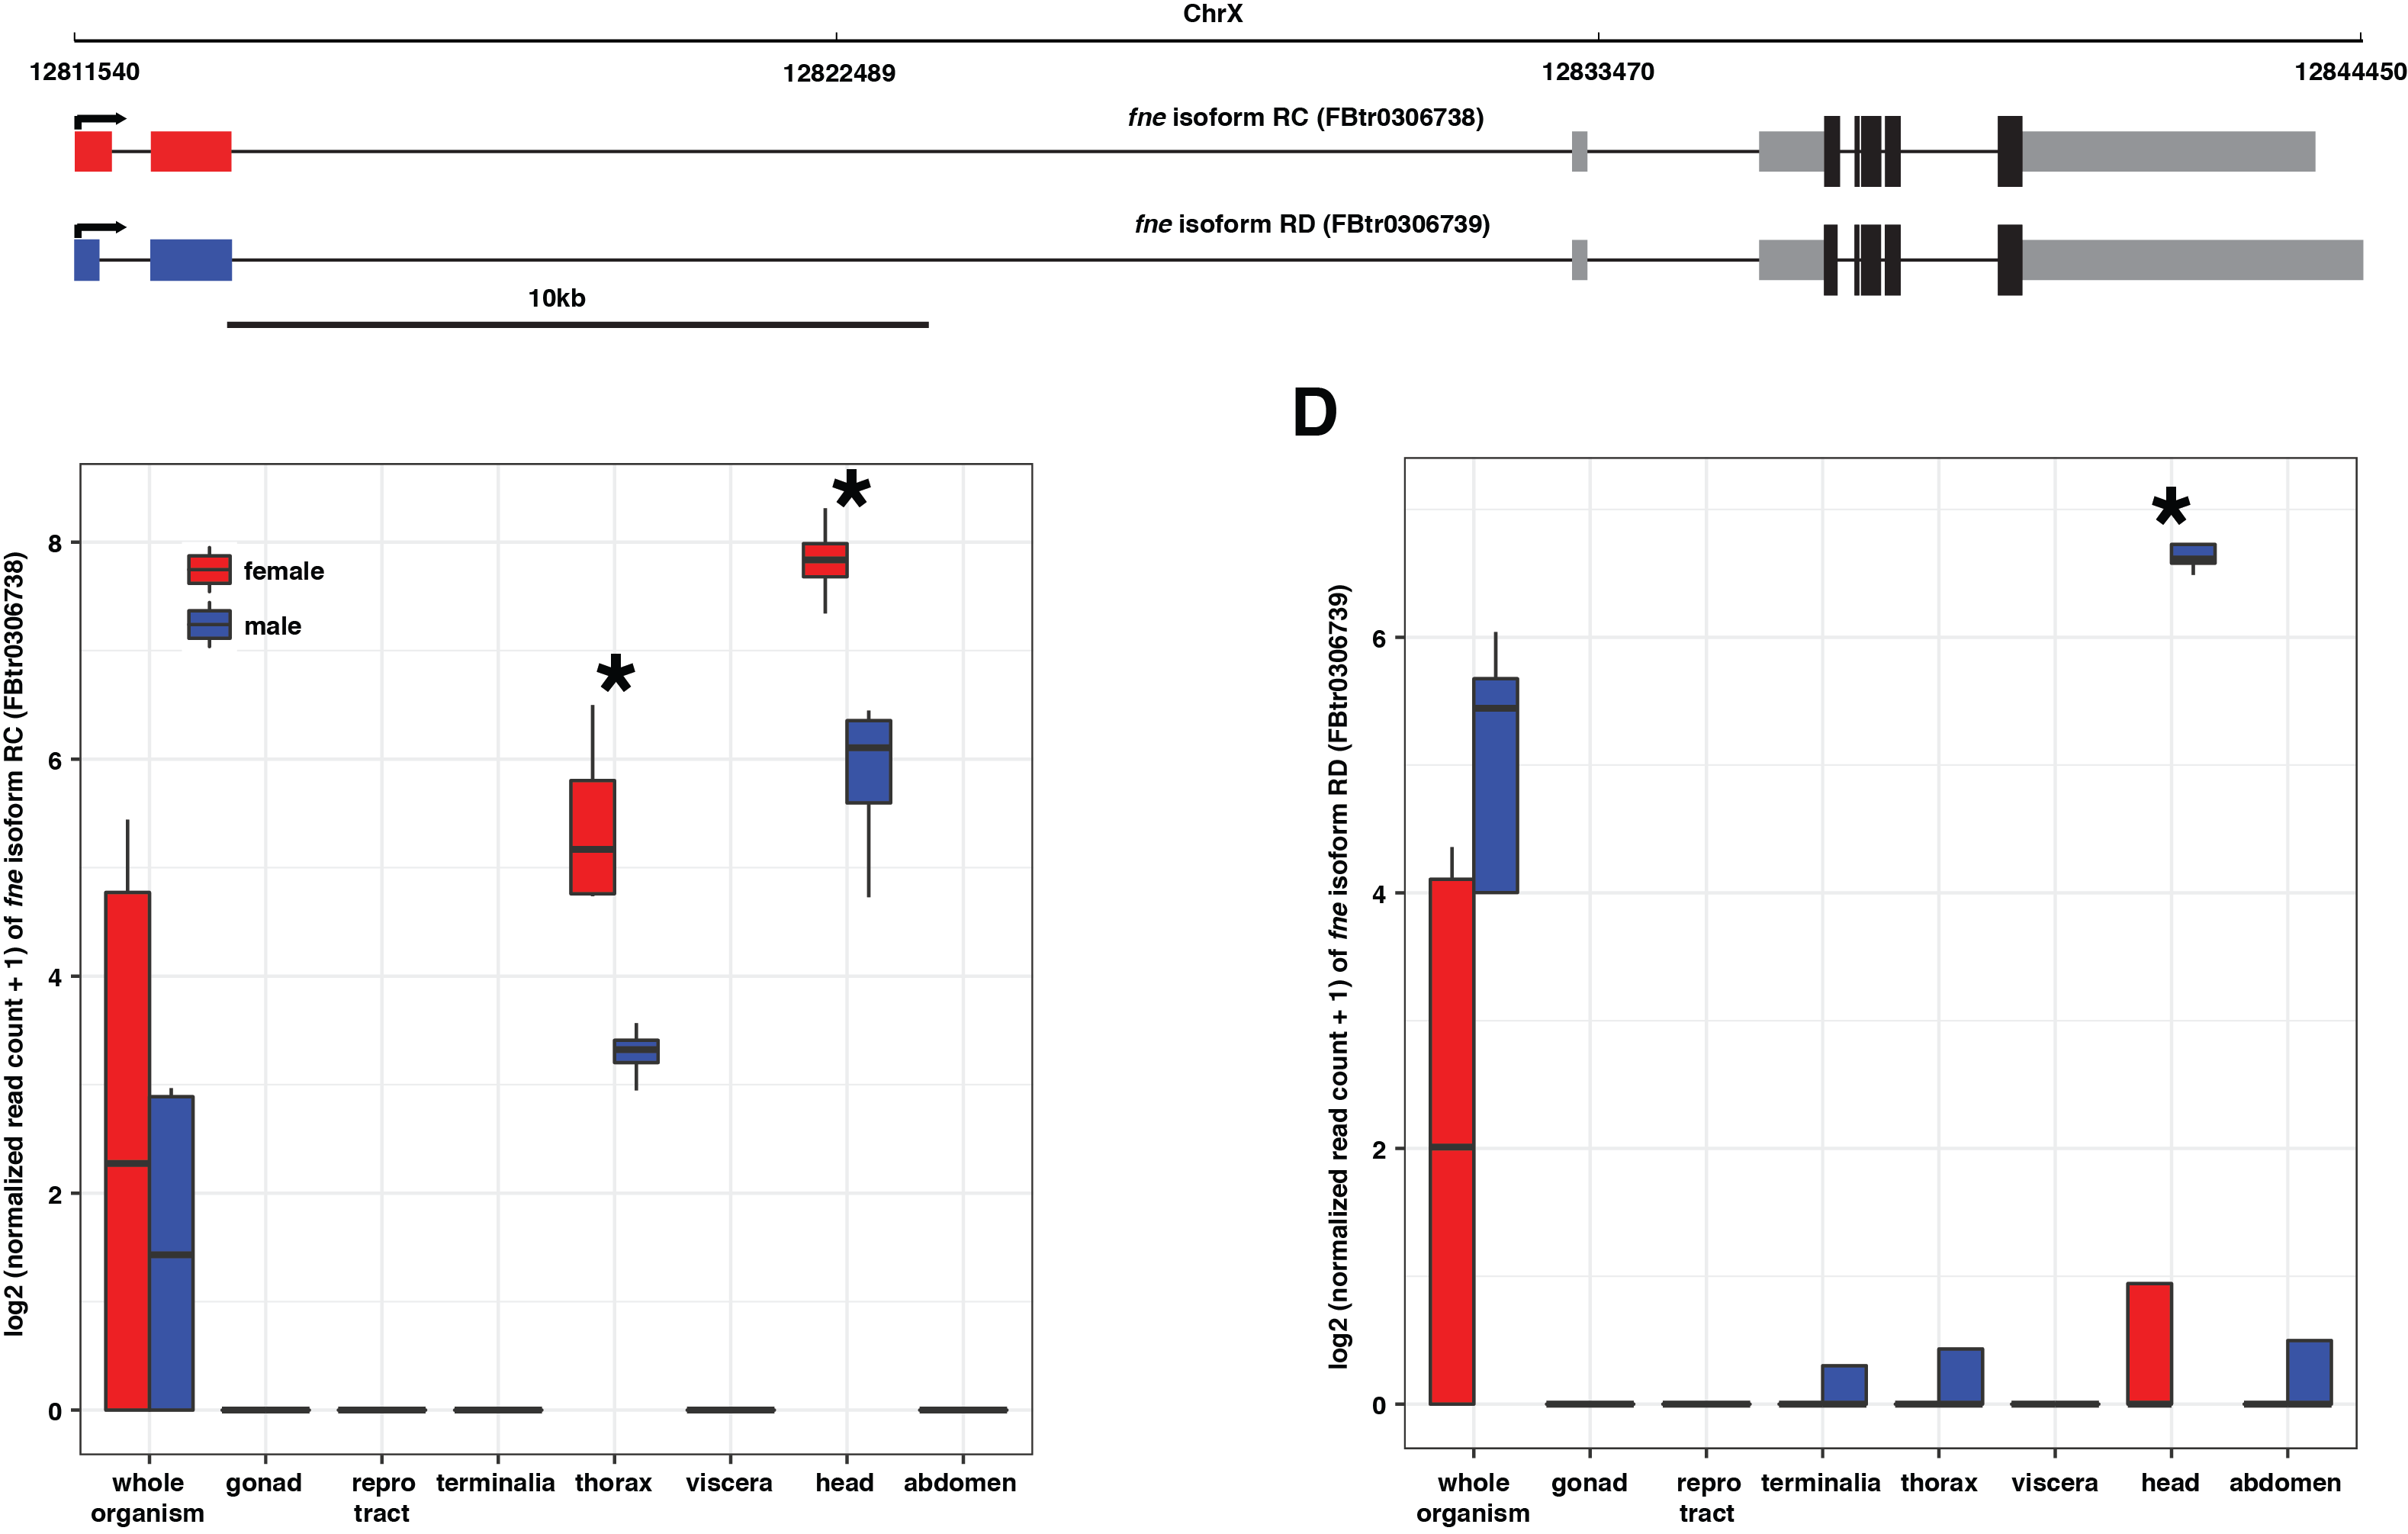 ChrX
12811540 12822489 12833470 12844450
fne isoform RC (FBtr0306738)
fne isoform RD (FBtr0306739)
10kb
log2 (normalized read count + 1) of fne isoform RC (FBtr0306738)
8
6
4
2
0
female
male
*
*
whole organism
gonad
repro tract
terminalia
thorax
viscera
head
abdomen
D
log2 (normalized read count + 1) of fne isoform RD (FBtr0306739)
6
4
2
0
*
whole organism
gonad
repro tract
terminalia
thorax
viscera
head
abdomen